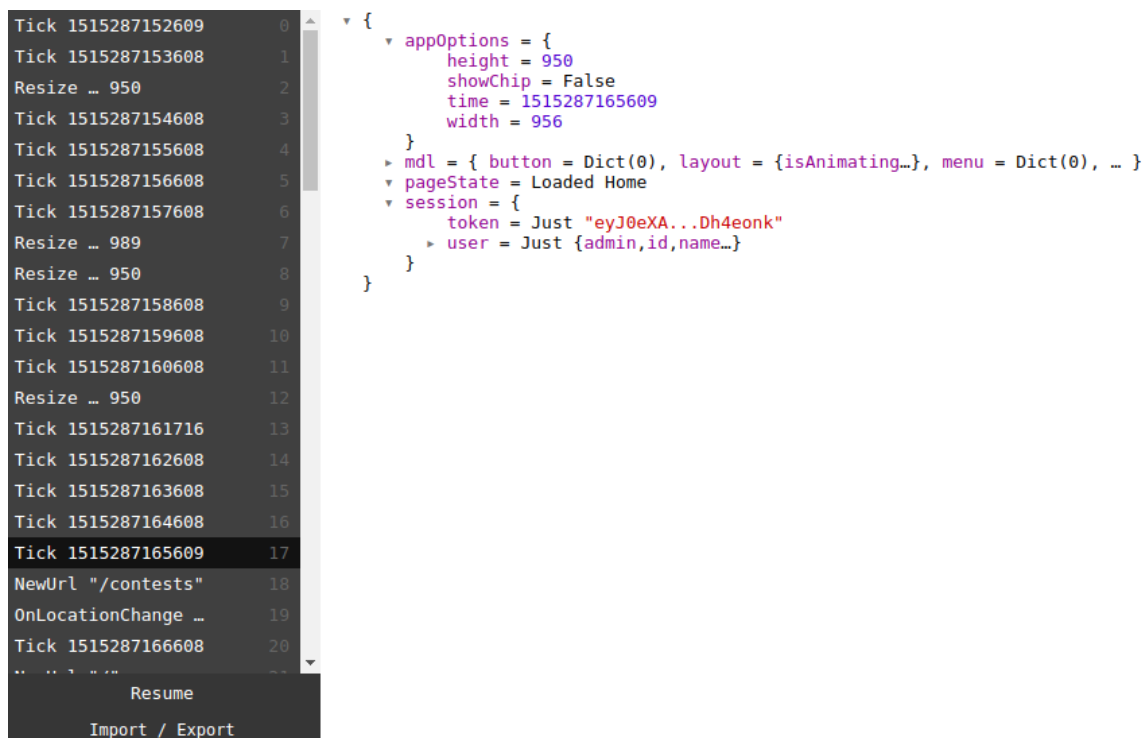 Tick 1515287152609 0
Tick 1515287153608 1
Resize … 950 2
Tick 1515287154608 3
Tick 1515287155608 4
Tick 1515287156608 5
Tick 1515287157608 6
Resize … 989 7
Resize … 950 8
Tick 1515287158608 9
Tick 1515287159608 10
Tick 1515287160608 11
Resize … 950 12
Tick 1515287161716 13
Tick 1515287162608 14
Tick 1515287163608 15
Tick 1515287164608 16
Tick 1515287165609 17
NewUrl "/contests" 18
OnLocationChange … 19
Tick 1515287166608 20
Resume
Import / Export
{
appOptions = {
height = 950
showChip = False
time = 1515287165609
width = 956
}
mdl = { button = Dict(0), layout = {isAnimating…}, menu = Dict(0), … }
pageState = Loaded Home
session = {
token = Just "eyJ0eXA...Dh4eonk"
user = Just {admin,id,name…}
}
}